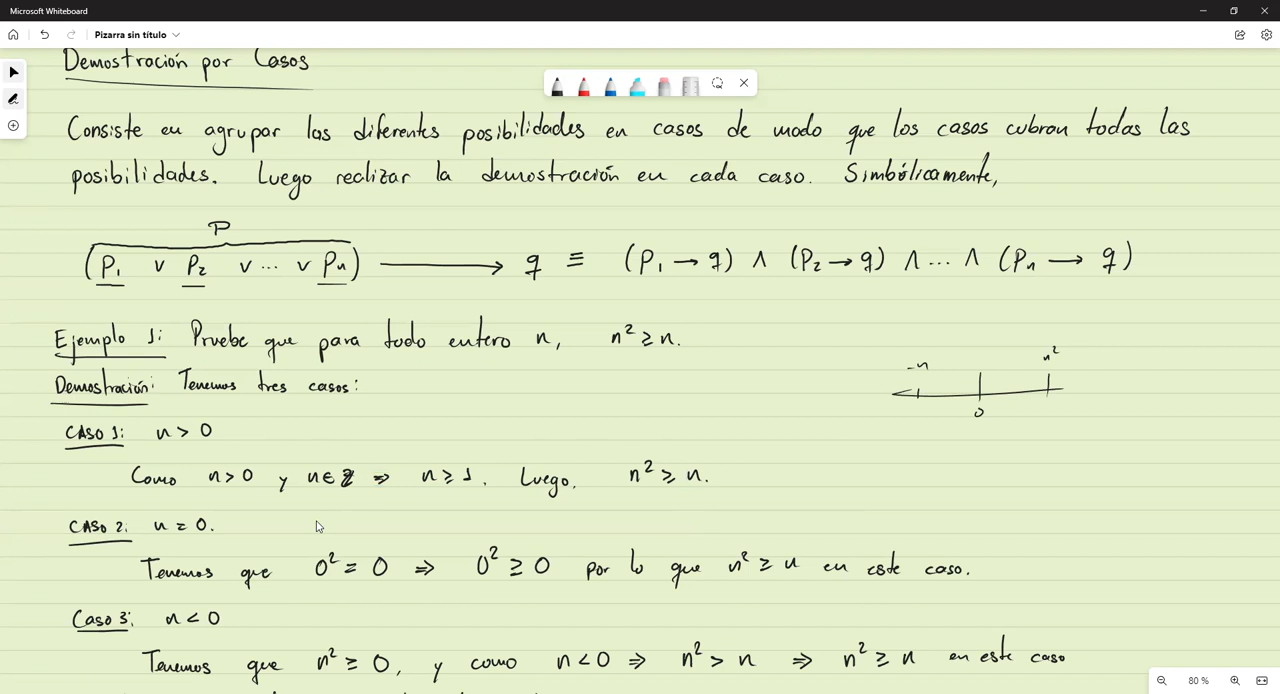 Microsoft Whiteboard
Pizarra sin título
Demostración por Casos
Consiste en agrupar las diferentes posibilidades en casos de modo que los casos cubran todas las
posibilidades. Luego realizar la demostración en cada caso. Simbólicamente,
P
(P₁ ∨ P₂ ∨ ... ∨ Pₙ) ⟶ q ≡ (P₁ → q) ∧ (P₂ → q) ∧ ... ∧ (Pₙ → q)
Ejemplo 1: Pruebe que para todo entero n, n² ≥ n.
-n 0 n²
Demostración: Tenemos tres casos:
CASO 1: n > 0
Como n > 0 y n ∈ ℤ ⇒ n ≥ 1. Luego, n² ≥ n.
CASO 2: n = 0.
Tenemos que 0² = 0 ⇒ 0² ≥ 0 por lo que n² ≥ n en este caso.
Caso 3: n < 0
Tenemos que n² ≥ 0, y como n < 0 ⇒ n² > n ⇒ n² ≥ n en este caso
80 %